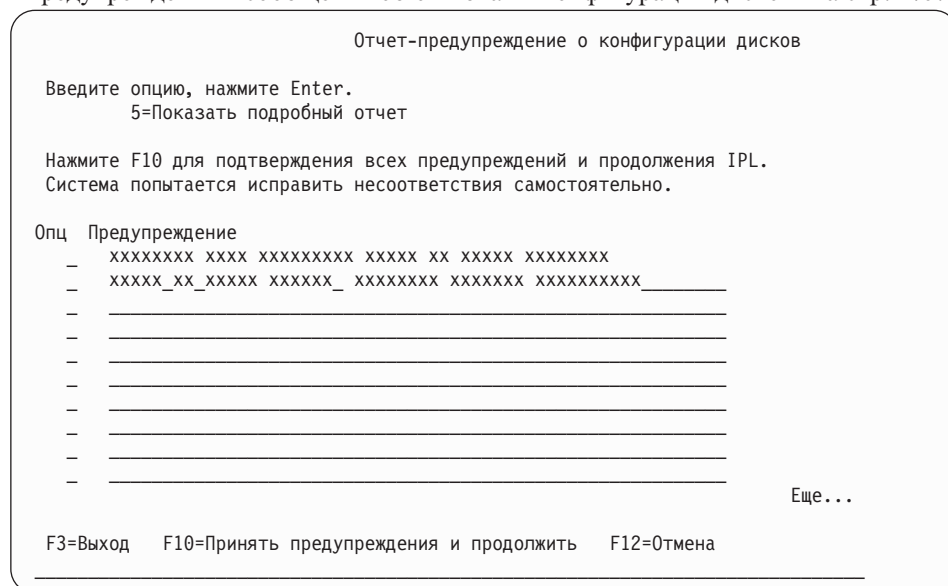 Отчет-предупреждение о конфигурации дисков
Введите опцию, нажмите Enter.
5=Показать подробный отчет
Нажмите F10 для подтверждения всех предупреждений и продолжения IPL.
Система попытается исправить несоответствия самостоятельно.
Опц Предупреждение
_ xxxxxxxx xxxx xxxxxxxxx xxxxx xx xxxxx xxxxxxxx
_ xxxxx_xx_xxxxx xxxxxx_ xxxxxxxx xxxxxxx xxxxxxxxxx________
Еще...
F3=Выход F10=Принять предупреждения и продолжить F12=Отмена